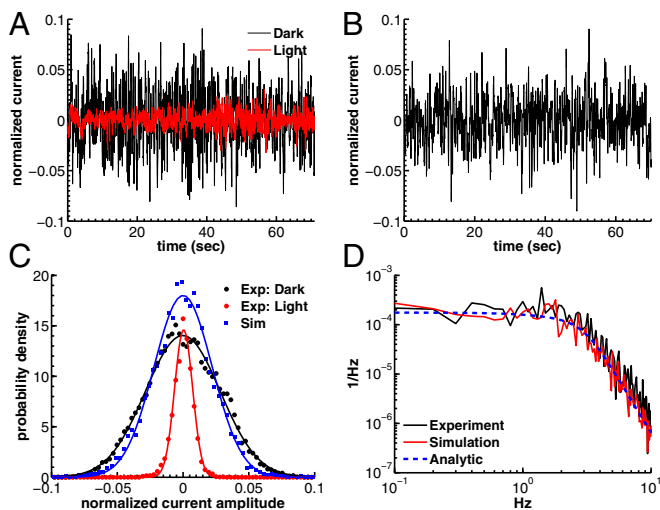 A
0.1
0.05
0
−0.05
−0.1
normalized current
Dark
Light
0 20 40 60
time (sec)
B
0.1
0.05
0
−0.05
−0.1
normalized current
0 20 40 60
time (sec)
C
20
15
10
5
0
probability density
Exp: Dark
Exp: Light
Sim
−0.1 −0.05 0 0.05 0.1
normalized current amplitude
D
10⁻³
10⁻⁴
10⁻⁵
10⁻⁶
10⁻⁷
1/Hz
Experiment
Simulation
Analytic
10⁻¹ 10⁰ 10¹
Hz